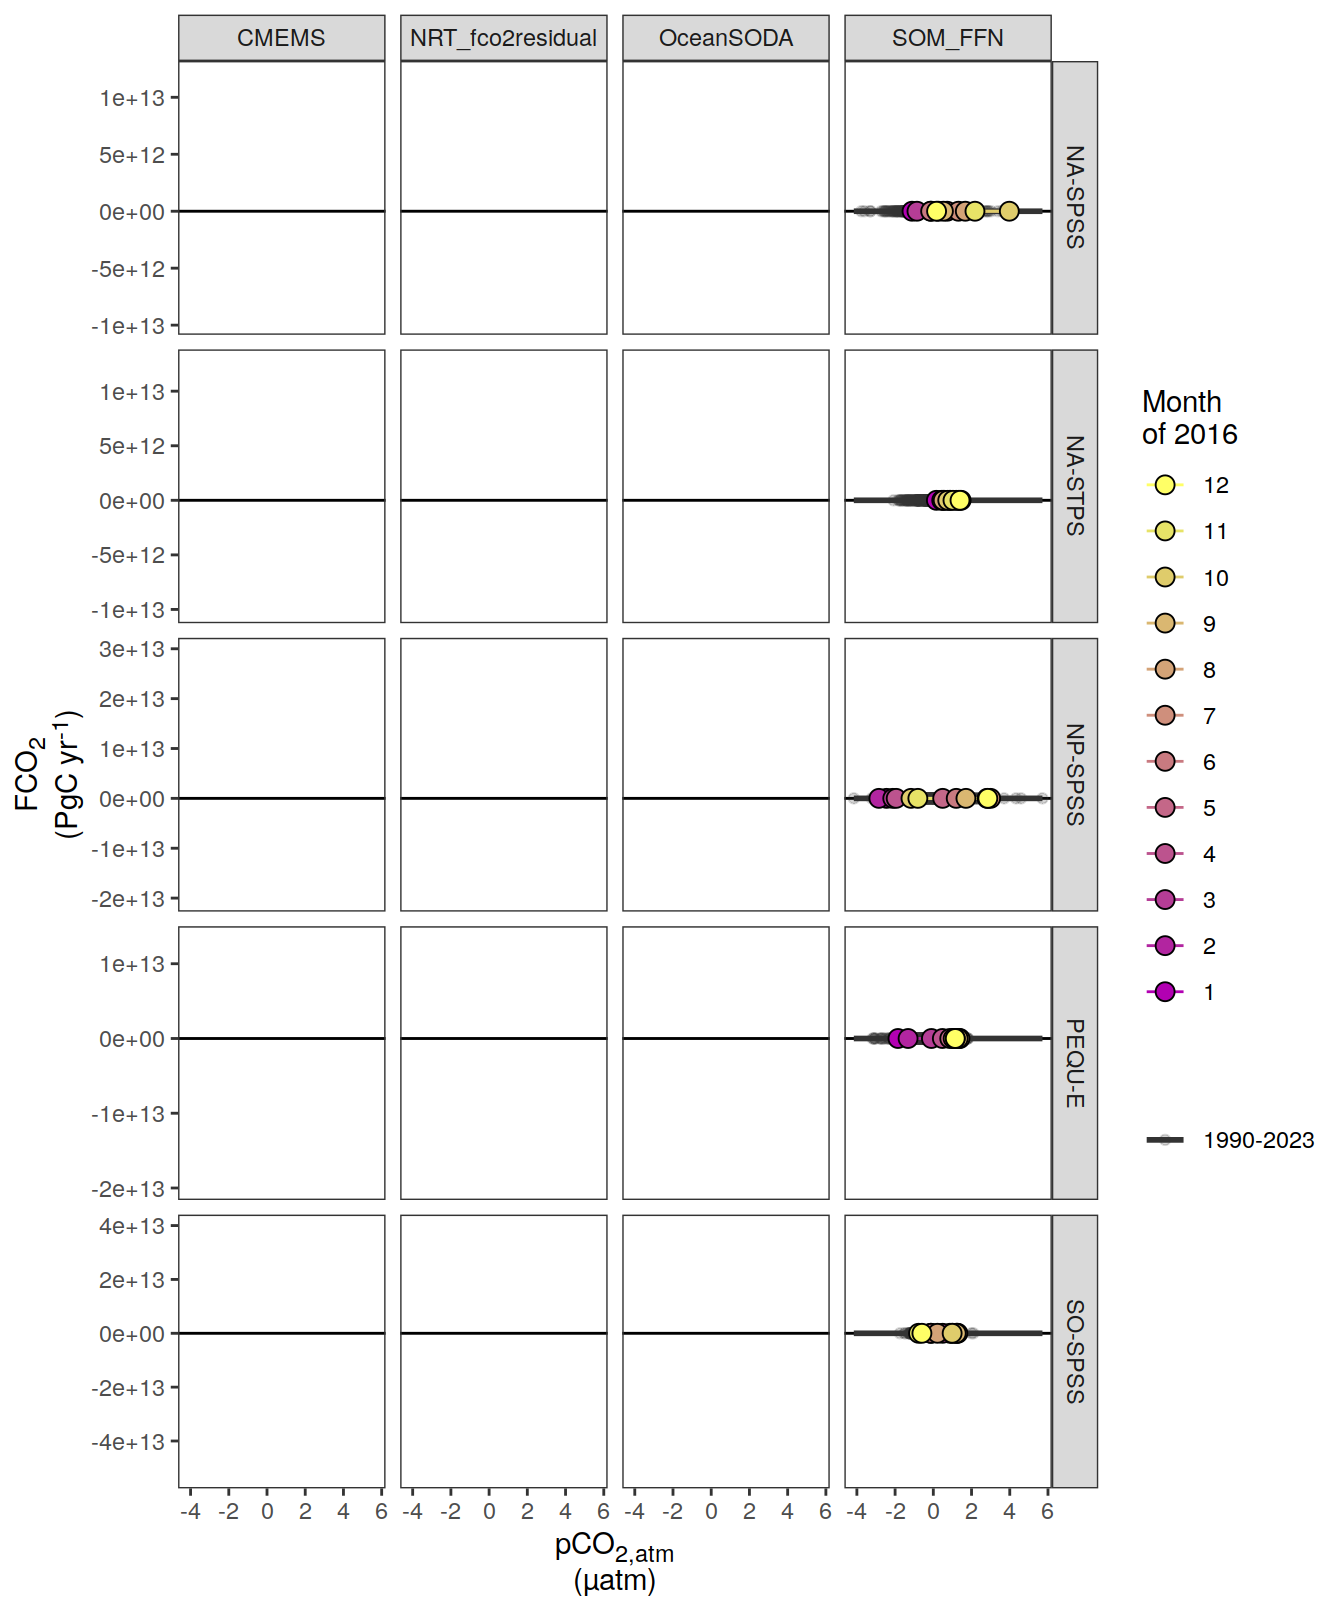 CMEMS NRT_fco2residual OceanSODA SOM_FFN
1e+13
5e+12
0e+00
-5e+12
-1e+13
NA-SPSS
1e+13
5e+12
0e+00
-5e+12
-1e+13
NA-STPS
3e+13
2e+13
1e+13
0e+00
-1e+13
-2e+13
NP-SPSS
1e+13
0e+00
-1e+13
-2e+13
PEQU-E
4e+13
2e+13
0e+00
-2e+13
-4e+13
SO-SPSS
-4 -2 0 2 4 6 -4 -2 0 2 4 6 -4 -2 0 2 4 6 -4 -2 0 2 4 6
pCO2,atm
(µatm)
FCO2
(PgC yr-1)
Month
of 2016
12
11
10
9
8
7
6
5
4
3
2
1
1990-2023